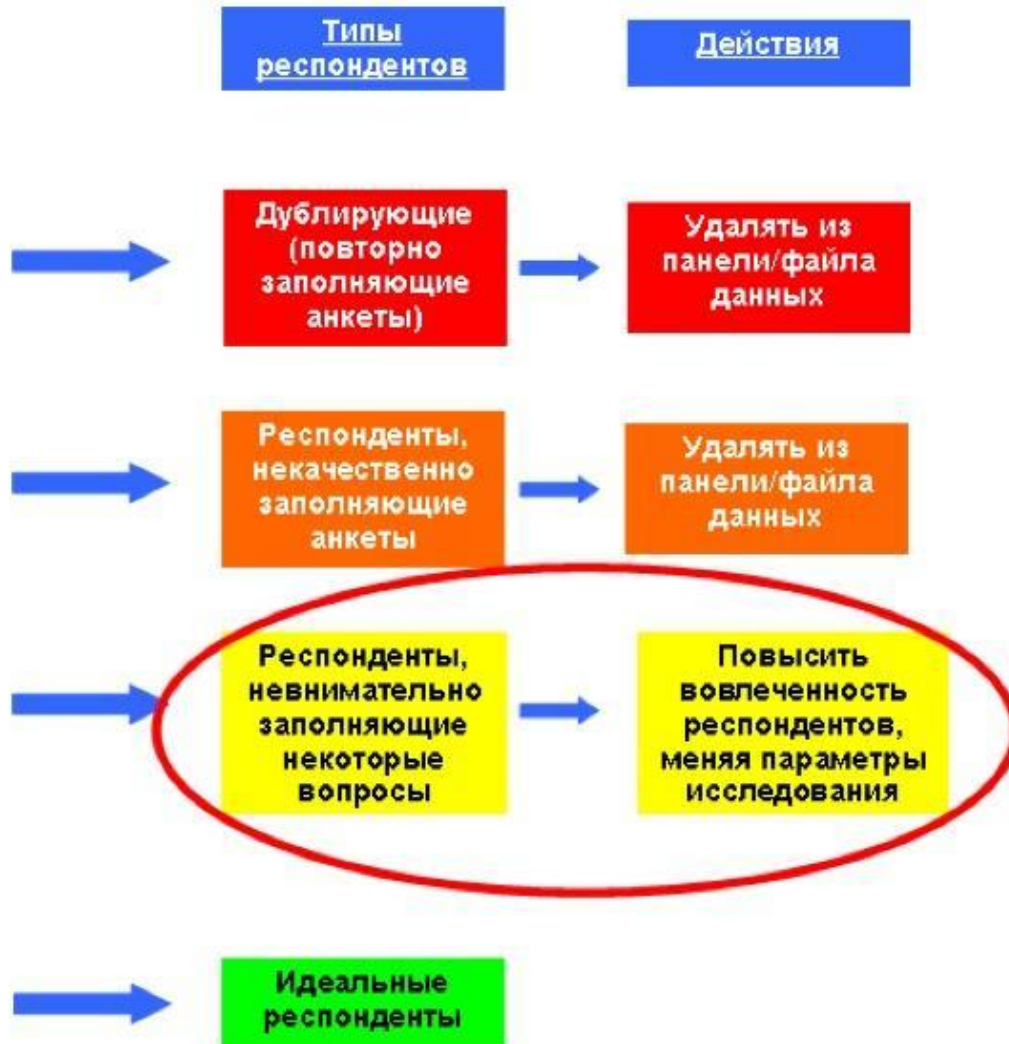 Типы
респондентов
Действия
Дублирующие
(повторно
заполняющие
анкеты)
Удалять из
панели/файла
данных
Респонденты,
некачественно
заполняющие
анкеты
Удалять из
панели/файла
данных
Респонденты,
невнимательно
заполняющие
некоторые
вопросы
Повысить
вовлеченность
респондентов,
меняя параметры
исследования
Идеальные
респонденты